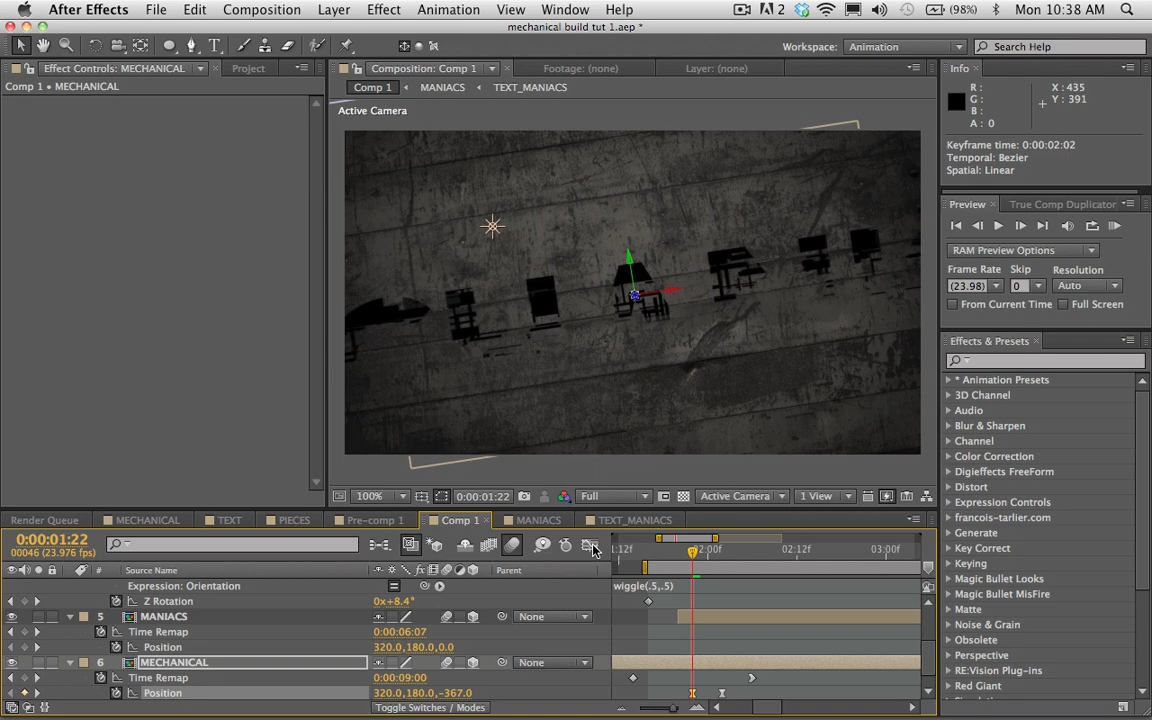 After Effects File Edit Composition Layer Effect Animation View Window Help 2 (98%) Mon 10:38 AM
mechanical build tut 1.aep *
Workspace: Animation Search Help
Effect Controls: MECHANICAL Project Composition: Comp 1 Footage: (none) Layer: (none) Info
Comp 1 • MECHANICAL Comp 1 MANIACS TEXT_MANIACS
Active Camera
R: G: B: A: 0
X: 435
Y: 391
Keyframe time: 0:00:02:02
Temporal: Bezier
Spatial: Linear
Preview True Comp Duplicator
RAM Preview Options
Frame Rate Skip Resolution
(23.98) 0 Auto
From Current Time Full Screen
Effects & Presets
* Animation Presets
3D Channel
Audio
Blur & Sharpen
Channel
Color Correction
Digieffects FreeForm
Distort
Expression Controls
francois-tarlier.com
Generate
Key Correct
Keying
Magic Bullet Looks
Magic Bullet MisFire
Matte
Noise & Grain
Obsolete
Perspective
RE:Vision Plug-ins
Red Giant
100% 0:00:01:22 Full Active Camera 1 View
Render Queue MECHANICAL TEXT PIECES Pre-comp 1 Comp 1 MANIACS TEXT_MANIACS
0:00:01:22
00046 (23.976 fps)
:12f 02:00f 02:12f 03:00f
# Source Name Parent
Expression: Orientation wiggle(.5,.5)
Z Rotation 0x+8.4°
5 MANIACS None
Time Remap 0:00:06:07
Position 320.0,180.0,0.0
6 MECHANICAL None
Time Remap 0:00:09:00
Position 320.0,180.0,-367.0
Toggle Switches / Modes